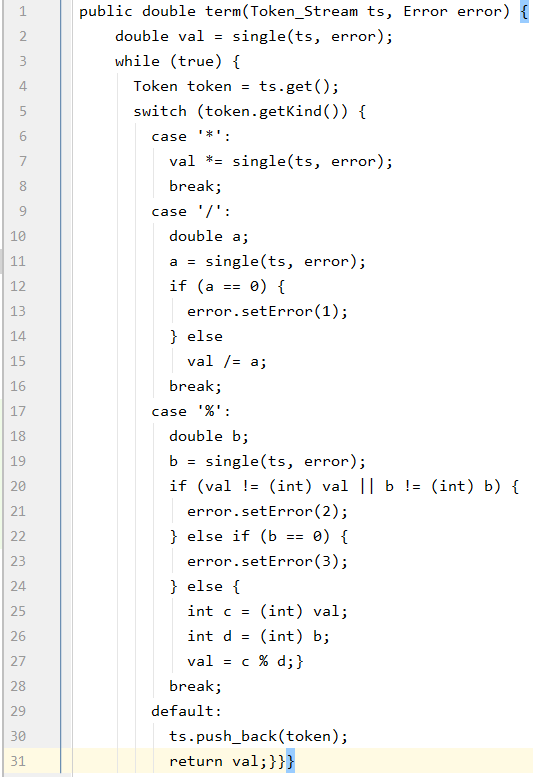 1 public double term(Token_Stream ts, Error error) {
2 double val = single(ts, error);
3 while (true) {
4 Token token = ts.get();
5 switch (token.getKind()) {
6 case '*':
7 val *= single(ts, error);
8 break;
9 case '/':
10 double a;
11 a = single(ts, error);
12 if (a == 0) {
13 error.setError(1);
14 } else
15 val /= a;
16 break;
17 case '%':
18 double b;
19 b = single(ts, error);
20 if (val != (int) val || b != (int) b) {
21 error.setError(2);
22 } else if (b == 0) {
23 error.setError(3);
24 } else {
25 int c = (int) val;
26 int d = (int) b;
27 val = c % d;}
28 break;
29 default:
30 ts.push_back(token);
31 return val;}}}